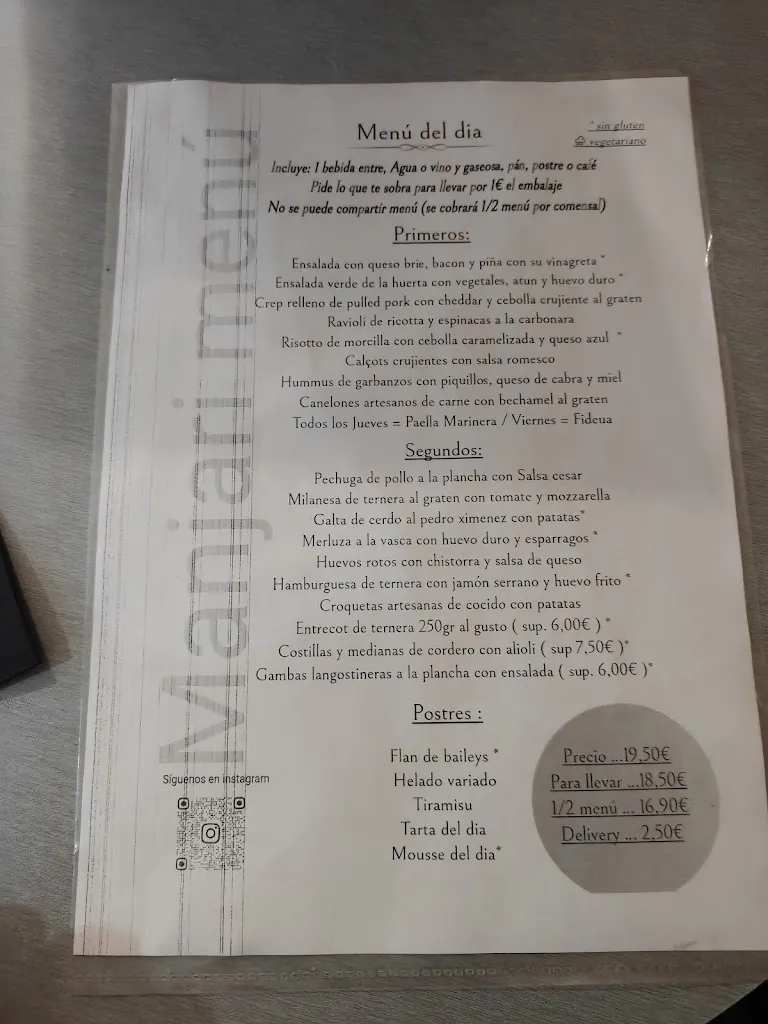 Manjari.menú
Menú del dia
* sin gluten
vegetariano
Incluye: 1 bebida entre, Agua o vino y gaseosa, pán, postre o café
Pide lo que te sobra para llevar por 1€ el embalaje
No se puede compartir menú (se cobrará 1/2 menú por comensal)
Primeros:
Ensalada con queso brie, bacon y piña con su vinagreta *
Ensalada verde de la huerta con vegetales, atun y huevo duro *
Crep relleno de pulled pork con cheddar y cebolla crujiente al graten
Ravioli de ricotta y espinacas a la carbonara
Risotto de morcilla con cebolla caramelizada y queso azul *
Calçots crujientes con salsa romesco
Hummus de garbanzos con piquillos, queso de cabra y miel
Canelones artesanos de carne con bechamel al graten
Todos los Jueves = Paella Marinera / Viernes = Fideua
Segundos:
Pechuga de pollo a la plancha con Salsa cesar
Milanesa de ternera al graten con tomate y mozzarella
Galta de cerdo al pedro ximenez con patatas*
Merluza a la vasca con huevo duro y esparragos *
Huevos rotos con chistorra y salsa de queso
Hamburguesa de ternera con jamón serrano y huevo frito *
Croquetas artesanas de cocido con patatas
Entrecot de ternera 250gr al gusto ( sup. 6,00€ ) *
Costillas y medianas de cordero con alioli ( sup 7,50€ )*
Gambas langostineras a la plancha con ensalada ( sup. 6,00€ )*
Postres :
Flan de baileys *
Helado variado
Tiramisu
Tarta del dia
Mousse del dia*
Precio ...19,50€
Para llevar ...18,50€
1/2 menú ... 16,90€
Delivery ... 2,50€
Síguenos en instagram